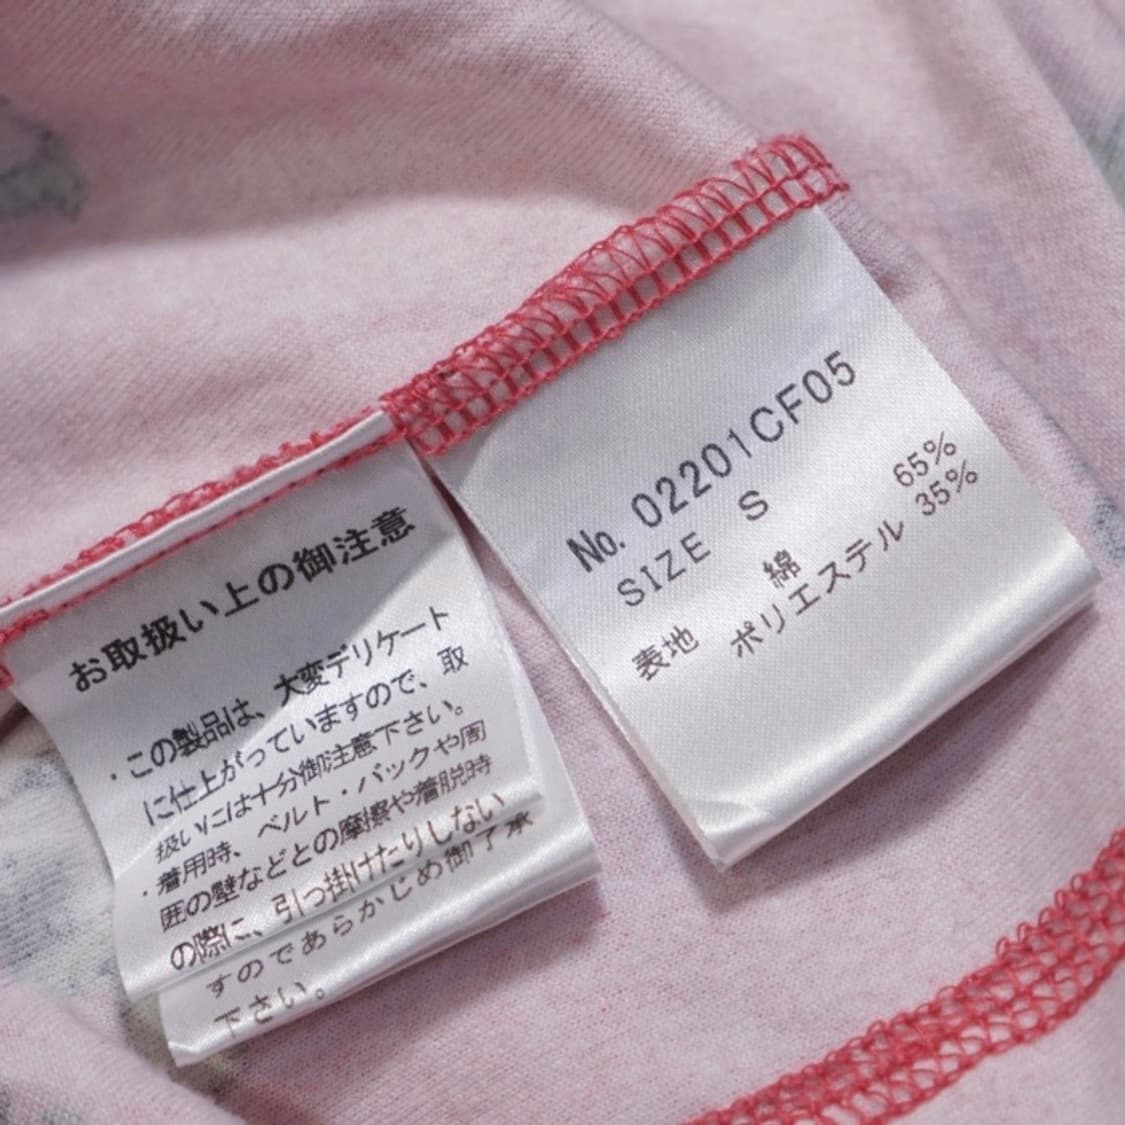 お取扱い上の御注意
・この製品は、大変デリケート
に仕上がっていますので、取
扱いには十分御注意下さい。
・着用時、ベルト・バックや周
囲の壁などとの摩擦や着脱時
の際に、引っ掛けたりしない
すのであらかじめ御了承
下さい。
No. 02201CF05
SIZE S
表地 綿 65%
ポリエステル 35%